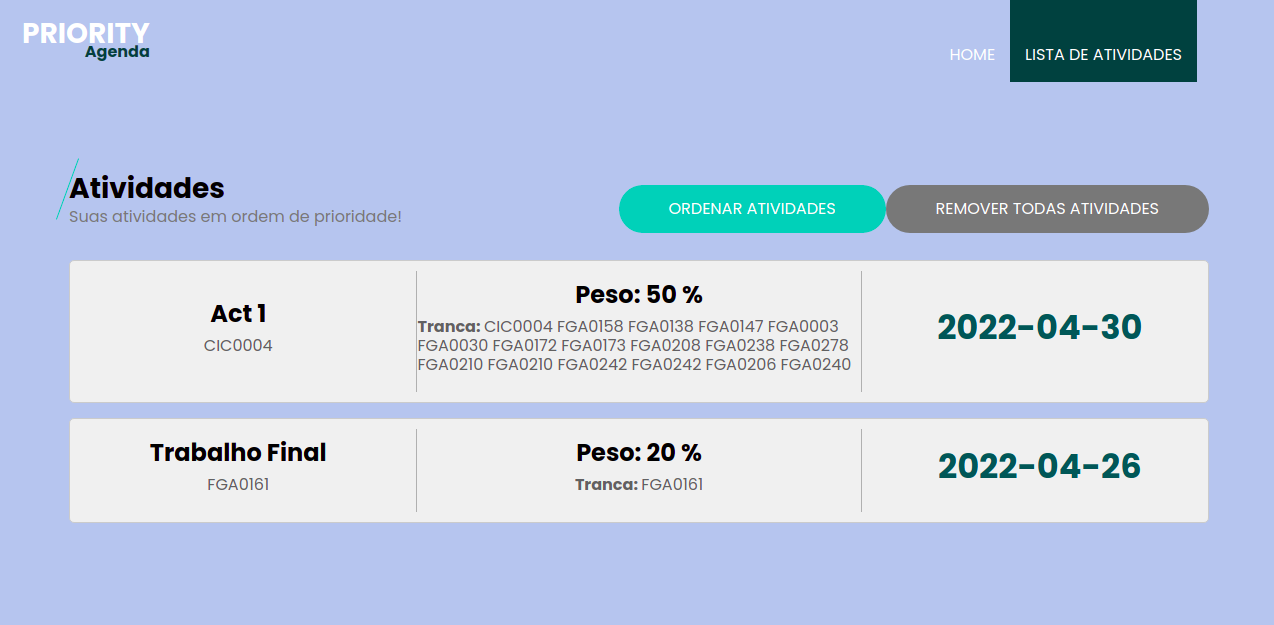 PRIORITY
Agenda
HOME
LISTA DE ATIVIDADES
Atividades
Suas atividades em ordem de prioridade!
ORDENAR ATIVIDADES
REMOVER TODAS ATIVIDADES
Act 1
CIC0004
Peso: 50 %
Tranca: CIC0004 FGA0158 FGA0138 FGA0147 FGA0003
FGA0030 FGA0172 FGA0173 FGA0208 FGA0238 FGA0278
FGA0210 FGA0210 FGA0242 FGA0242 FGA0206 FGA0240
2022-04-30
Trabalho Final
FGA0161
Peso: 20 %
Tranca: FGA0161
2022-04-26